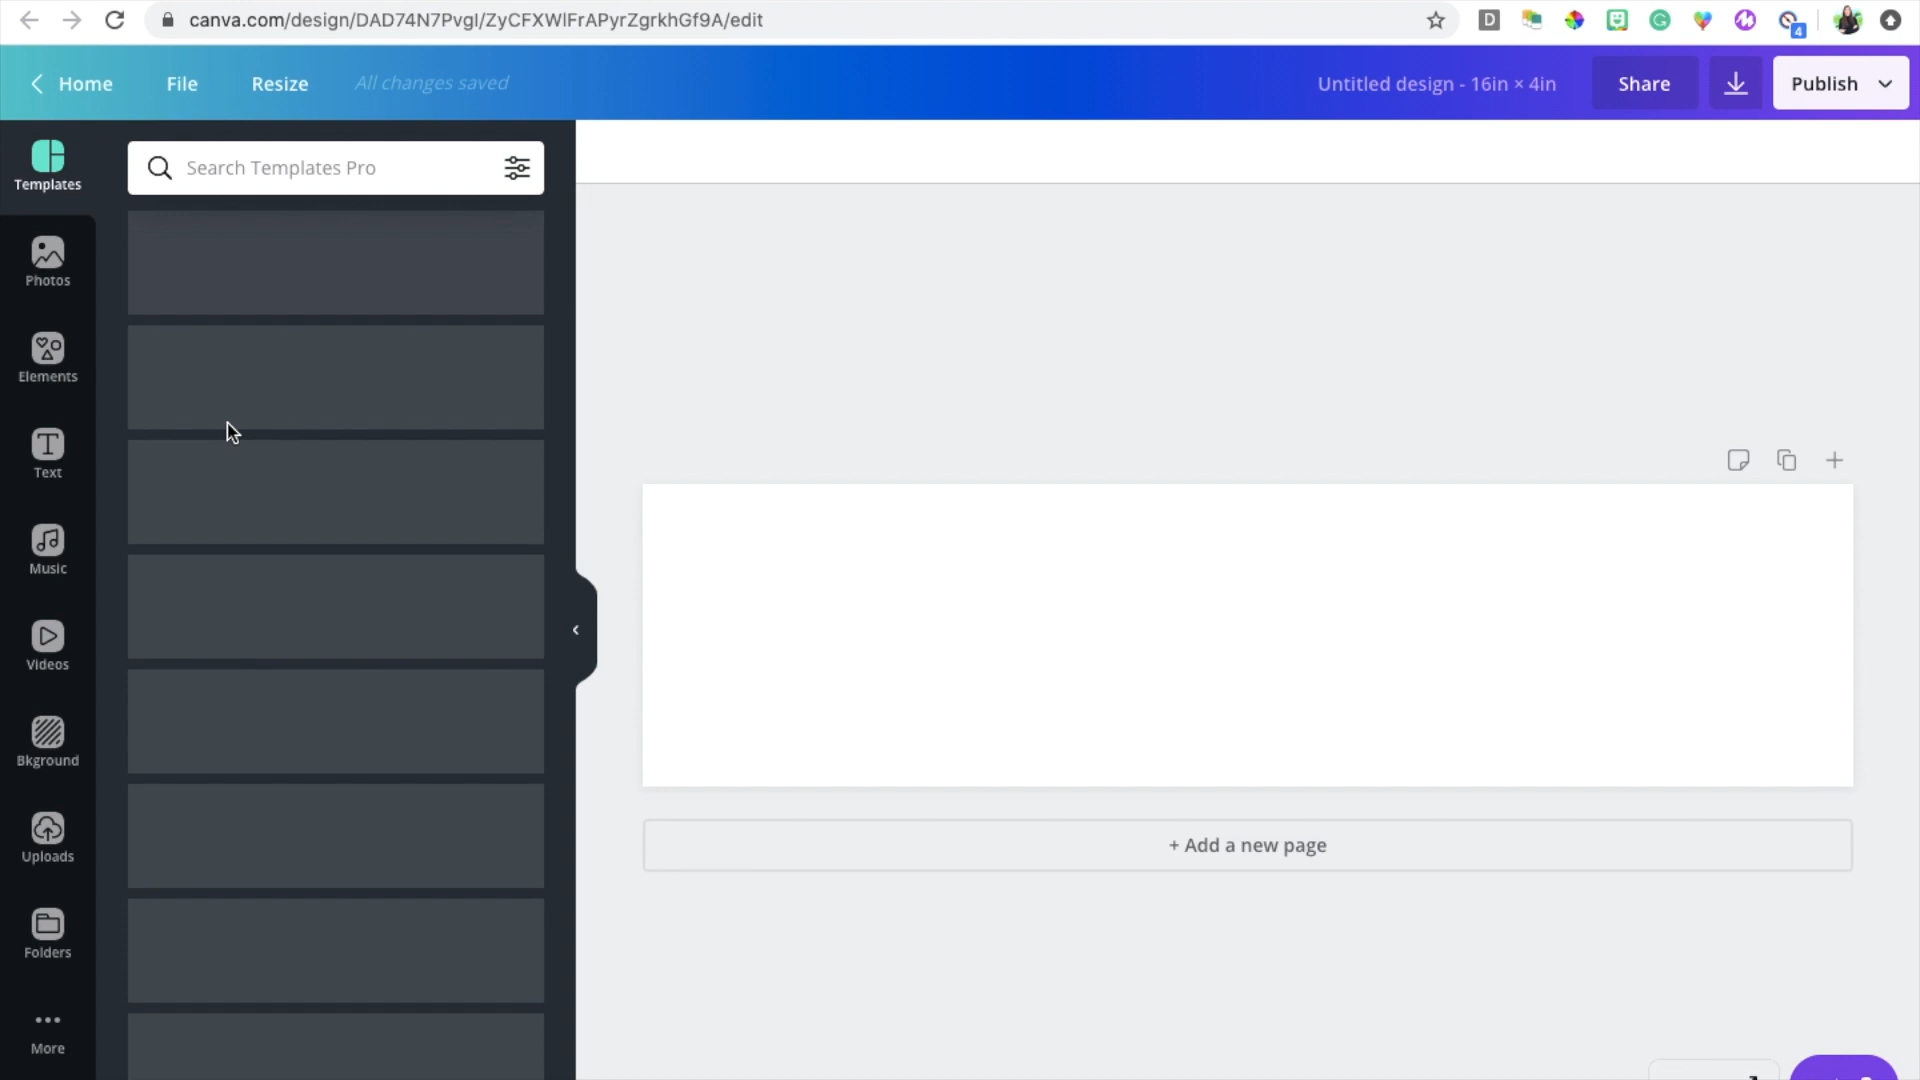 canva.com/design/DAD74N7PvgI/ZyCFXWlFrAPyrZgrkhGf9A/edit
D
4
Home
File
Resize
All changes saved
Untitled design - 16in × 4in
Share
Publish
Templates
Search Templates Pro
Photos
Elements
Text
Music
Videos
Bkground
Uploads
+ Add a new page
Folders
More